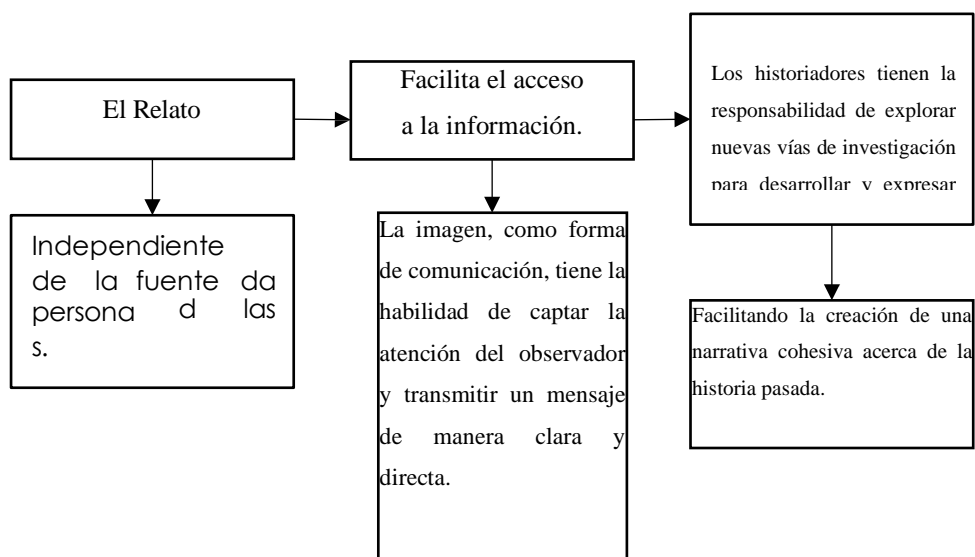 El Relato
Facilita el acceso
a la información.
Los historiadores tienen la
responsabilidad de explorar
nuevas vías de investigación
para desarrollar y expresar
Independiente
de la fuente da
persona d las
s.
La imagen, como forma
de comunicación, tiene la
habilidad de captar la
atención del observador
y transmitir un mensaje
de manera clara y
directa.
Facilitando la creación de una
narrativa cohesiva acerca de la
historia pasada.